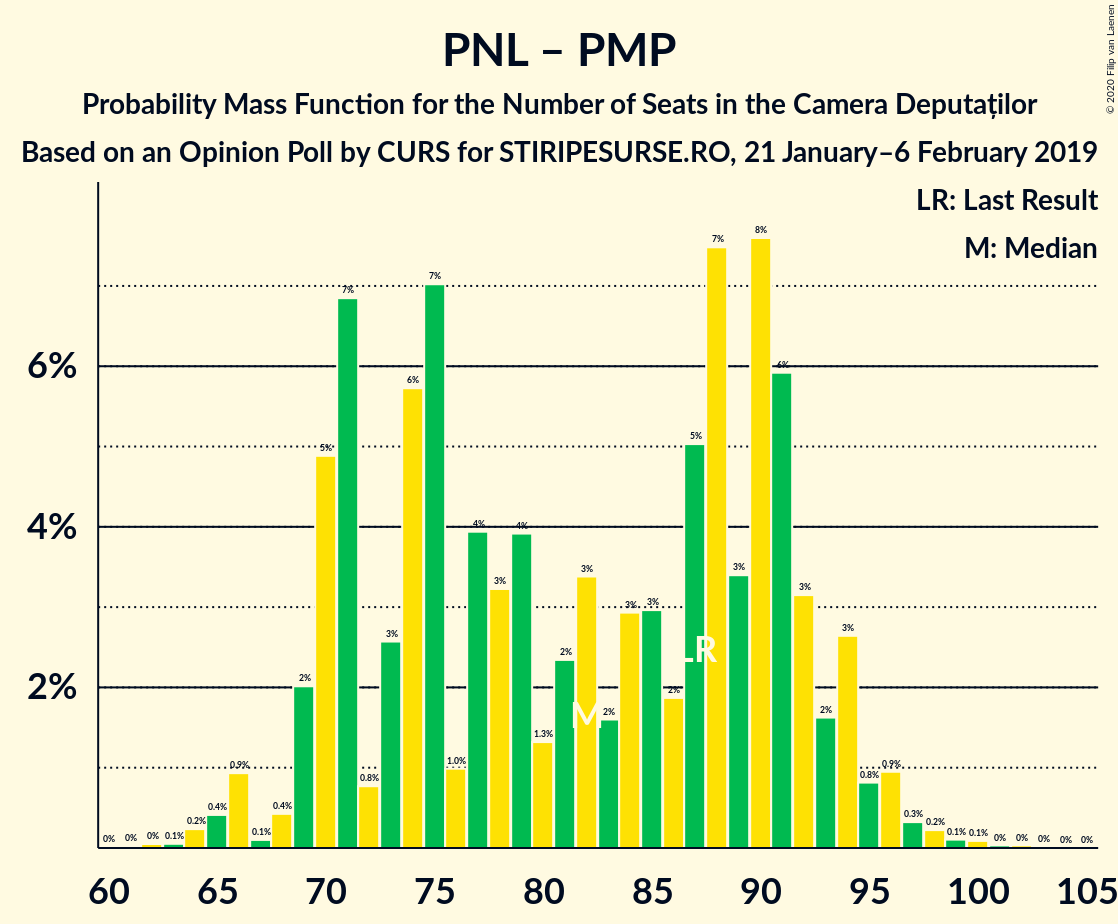 PNL – PMP
Probability Mass Function for the Number of Seats in the Camera Deputaților
Based on an Opinion Poll by CURS for STIRIPESURSE.RO, 21 January–6 February 2019
© 2020 Filip van Laenen
LR: Last Result
M: Median
6%
4%
2%
0% 0% 0% 0.1% 0.2% 0.4% 0.9% 0.1% 0.4% 2% 5% 7% 0.8% 3% 6% 7% 1.0% 4% 3% 4% 1.3% 2% 3% 2% 3% 3% 2% 5% 7% 3% 8% 6% 3% 2% 3% 0.8% 0.9% 0.3% 0.2% 0.1% 0.1% 0% 0% 0% 0% 0%
LR
M
60 65 70 75 80 85 90 95 100 105